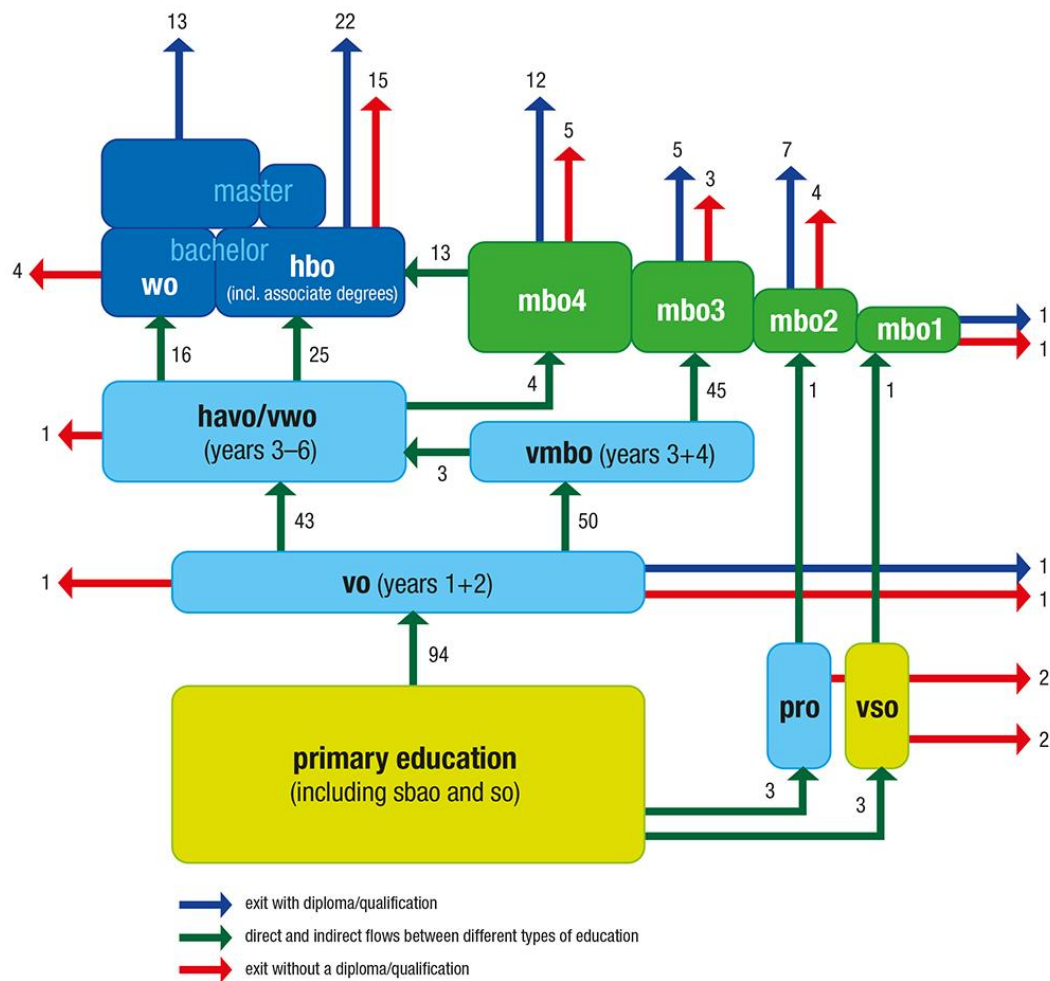 13
22
15
12
5
5
3
7
4
master
bachelor
wo
hbo
(incl. associate degrees)
4
13
mbo4
mbo3
mbo2
mbo1
1
1
16
25
4
45
1
1
havo/vwo
(years 3–6)
1
3
vmbo (years 3+4)
43
50
vo (years 1+2)
1
1
1
94
pro
vso
2
2
primary education
(including sbao and so)
3
3
exit with diploma/qualification
direct and indirect flows between different types of education
exit without a diploma/qualification